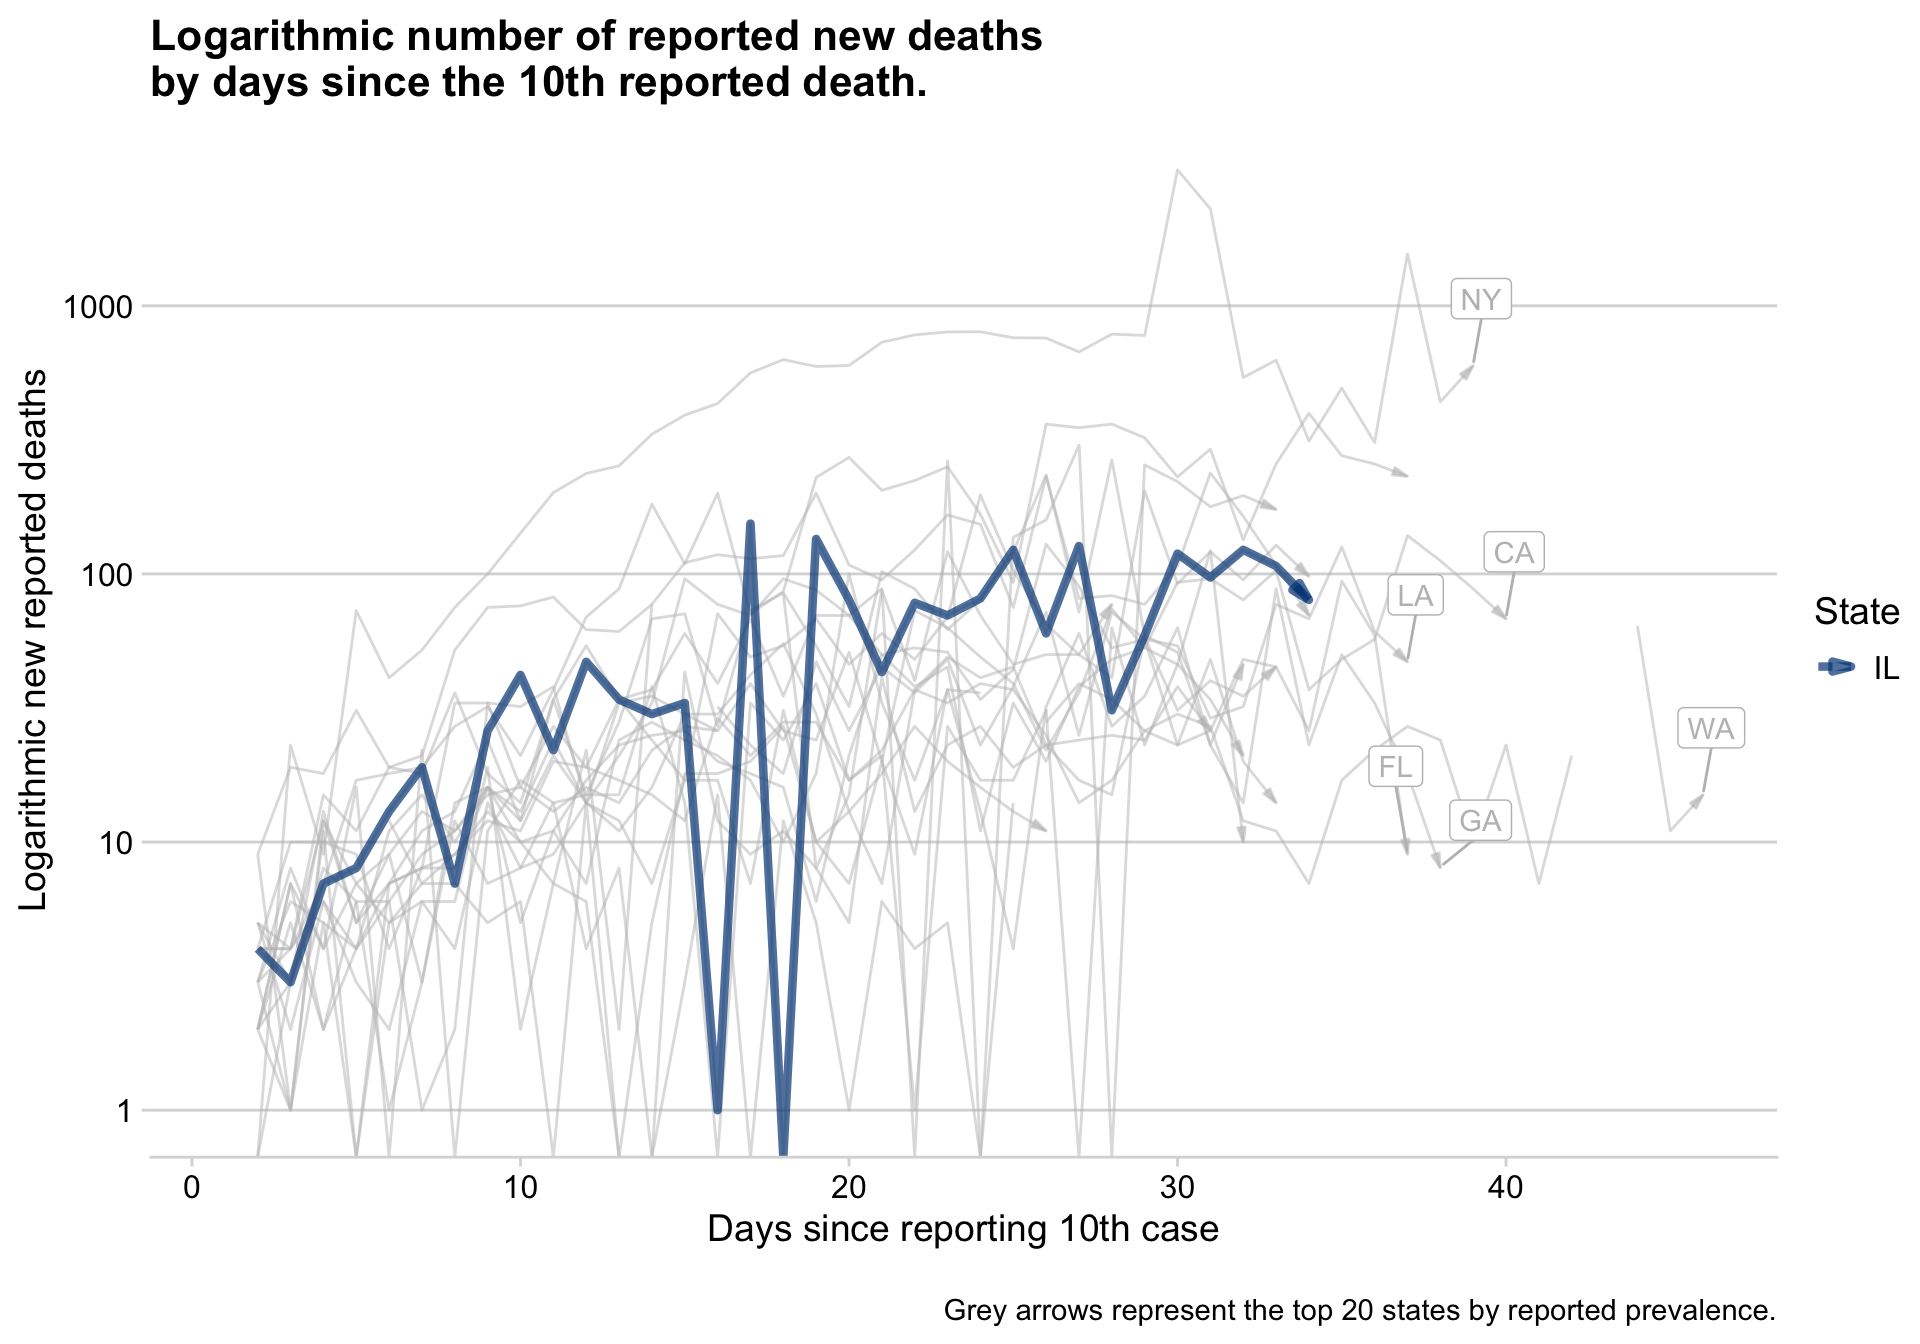 Logarithmic number of reported new deaths
by days since the 10th reported death.
Logarithmic new reported deaths
1000
100
10
1
NY
CA
LA
WA
FL
GA
State
IL
0
10
20
30
40
Days since reporting 10th case
Grey arrows represent the top 20 states by reported prevalence.